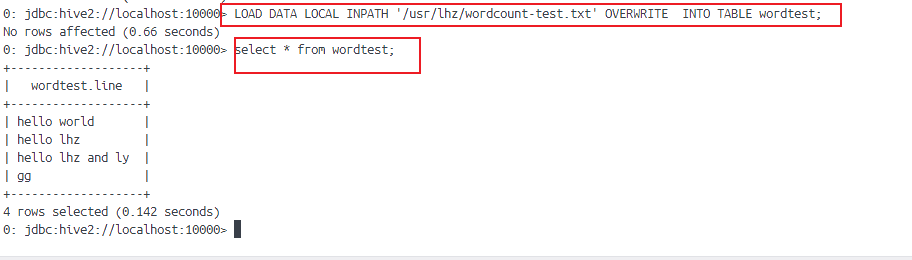 0: jdbc:hive2://localhost:10000> LOAD DATA LOCAL INPATH '/usr/lhz/wordcount-test.txt' OVERWRITE  INTO TABLE wordtest;
No rows affected (0.66 seconds)
0: jdbc:hive2://localhost:10000> select * from wordtest;
+------------------+
|   wordtest.line   |
+------------------+
| hello world       |
| hello lhz         |
| hello lhz and ly  |
| gg                |
+------------------+
4 rows selected (0.142 seconds)
0: jdbc:hive2://localhost:10000>